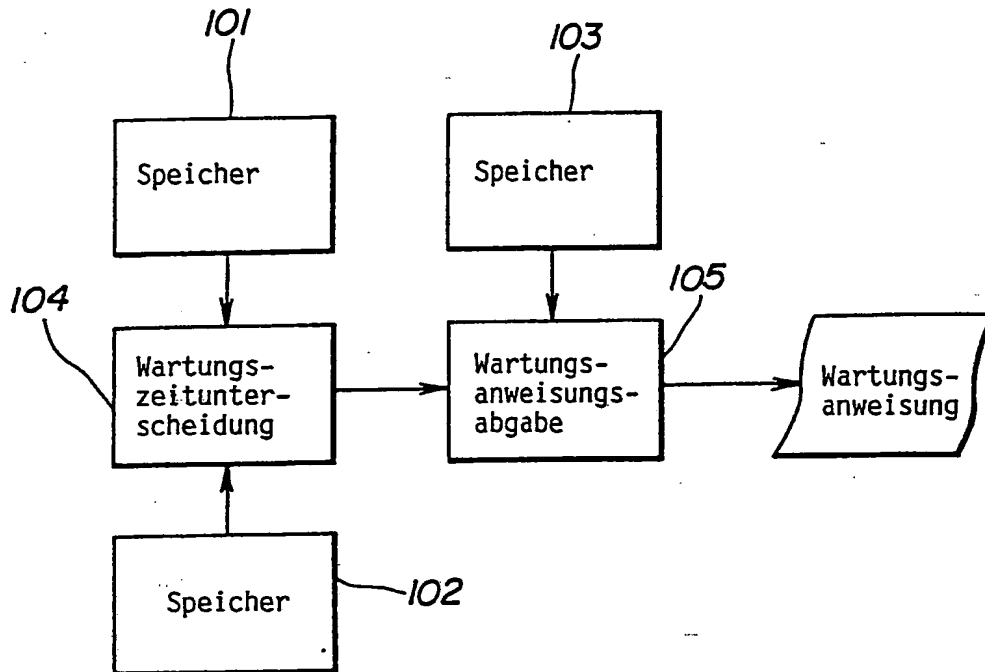 101
103
Speicher
Speicher
104
105
Wartungs-
zeitunter-
scheidung
Wartungs-
anweisungs-
abgabe
Wartungs-
anweisung
Speicher
102